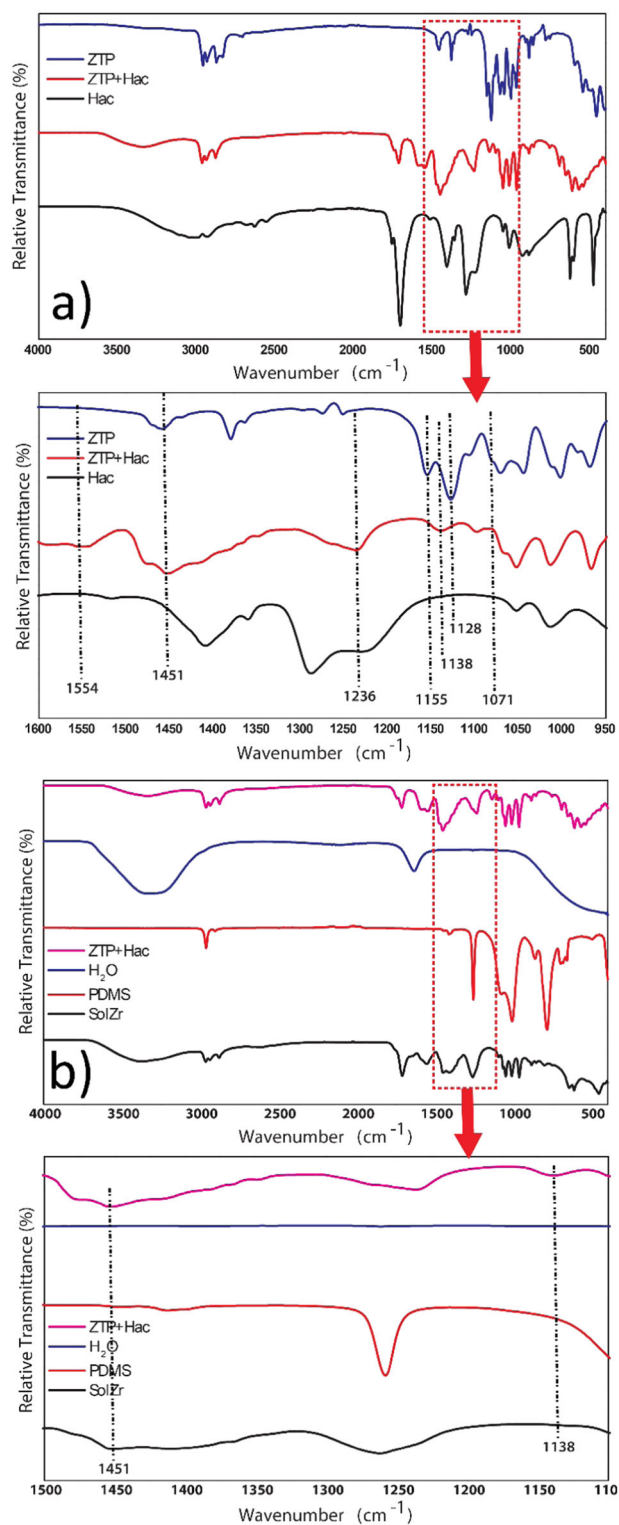 Relative Transmittance (%)
ZTP
ZTP+Hac
Hac
a)
4000 3500 3000 2500 2000 1500 1000 500
Wavenumber (cm-1)
Relative Transmittance (%)
ZTP
ZTP+Hac
Hac
1554
1451
1236
1155
1138
1128
1071
1600 1550 1500 1450 1400 1350 1300 1250 1200 1150 1100 1050 1000 950
Wavenumber (cm-1)
Relative Transmittance (%)
ZTP+Hac
H2O
PDMS
SolZr
b)
4000 3500 3000 2500 2000 1500 1000 500
Wavenumber (cm-1)
Relative Transmittance (%)
ZTP+Hac
H2O
PDMS
SolZr
1451
1138
1500 1450 1400 1350 1300 1250 1200 1150 1100
Wavenumber (cm-1)